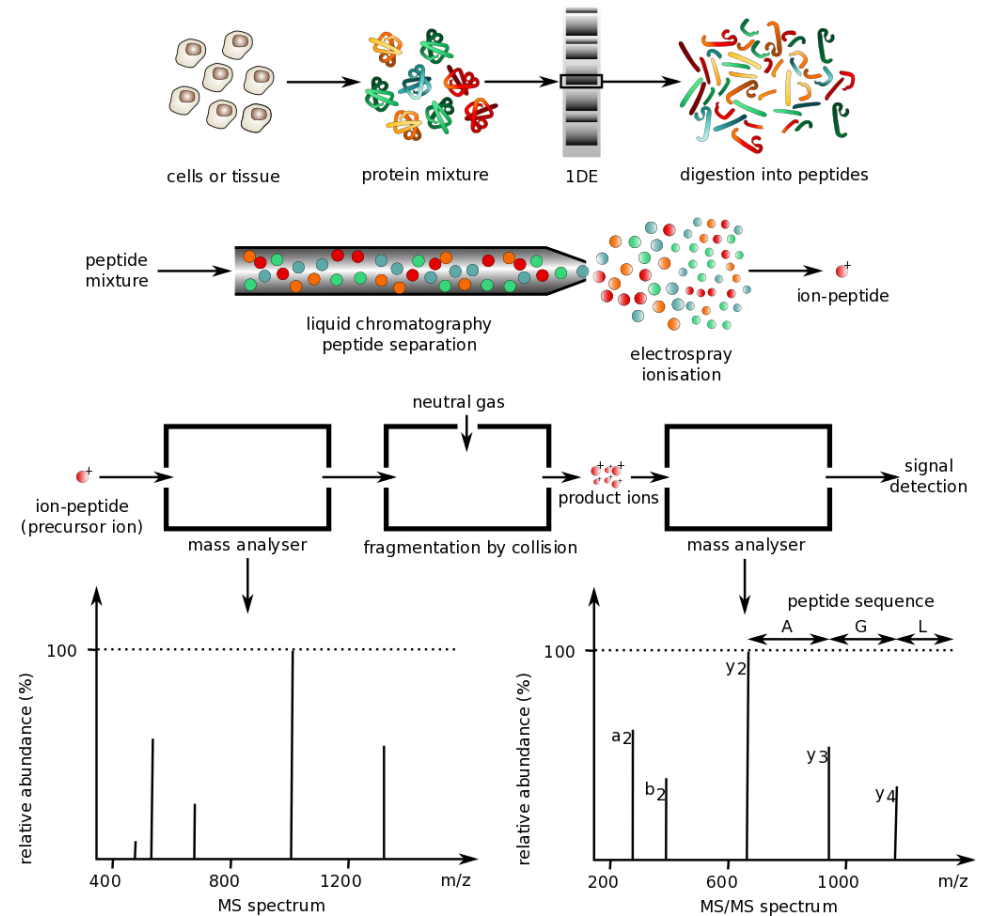 cells or tissue
protein mixture
1DE
digestion into peptides
peptide
mixture
liquid chromatography
peptide separation
electrospray
ionisation
+
ion-peptide
neutral gas
+
ion-peptide
(precursor ion)
mass analyser
fragmentation by collision
+ + +
+ +
product ions
mass analyser
signal
detection
relative abundance (%)
100
400 800 1200 m/z
MS spectrum
peptide sequence
A G L
relative abundance (%)
100
y2
a2
b2
y3
y4
200 600 1000 m/z
MS/MS spectrum